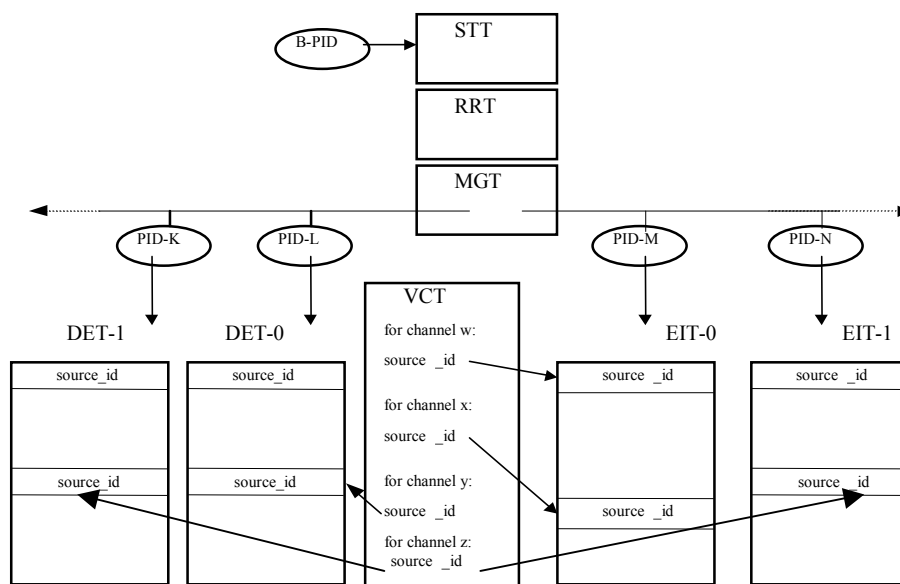 B-PID
STT
RRT
MGT
PID-K
PID-L
PID-M
PID-N
DET-1
DET-0
VCT
EIT-0
EIT-1
for channel w:
source _id
for channel x:
source _id
for channel y:
source _id
for channel z:
source _id
source_id
source_id
source_id
source_id
source _id
source _id
source _id
source _id